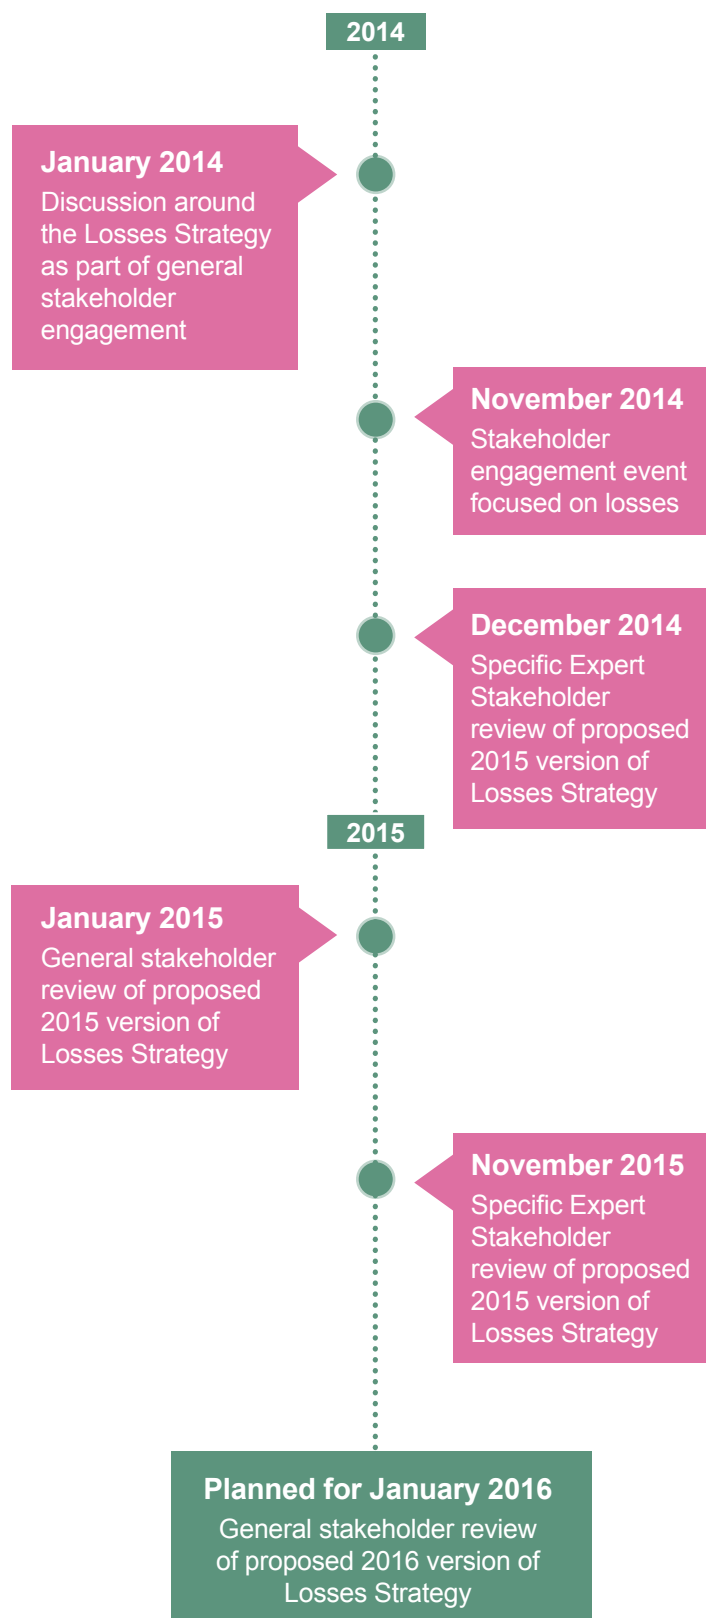 2014
January 2014
Discussion around
the Losses Strategy
as part of general
stakeholder
engagement
November 2014
Stakeholder
engagement event
focused on losses
December 2014
Specific Expert
Stakeholder
review of proposed
2015 version of
Losses Strategy
2015
January 2015
General stakeholder
review of proposed
2015 version of
Losses Strategy
November 2015
Specific Expert
Stakeholder
review of proposed
2015 version of
Losses Strategy
Planned for January 2016
General stakeholder review
of proposed 2016 version of
Losses Strategy